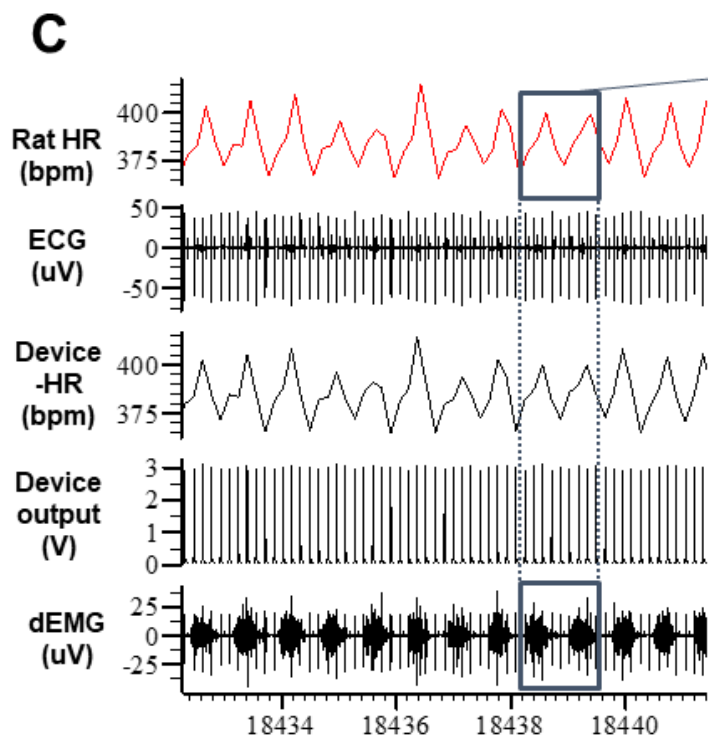 C
Rat HR
(bpm)
400
375
ECG
(uV)
50
0
-50
Device
-HR
(bpm)
400
375
Device
output
(V)
3
2
1
0
dEMG
(uV)
25
0
-25
18434 18436 18438 18440